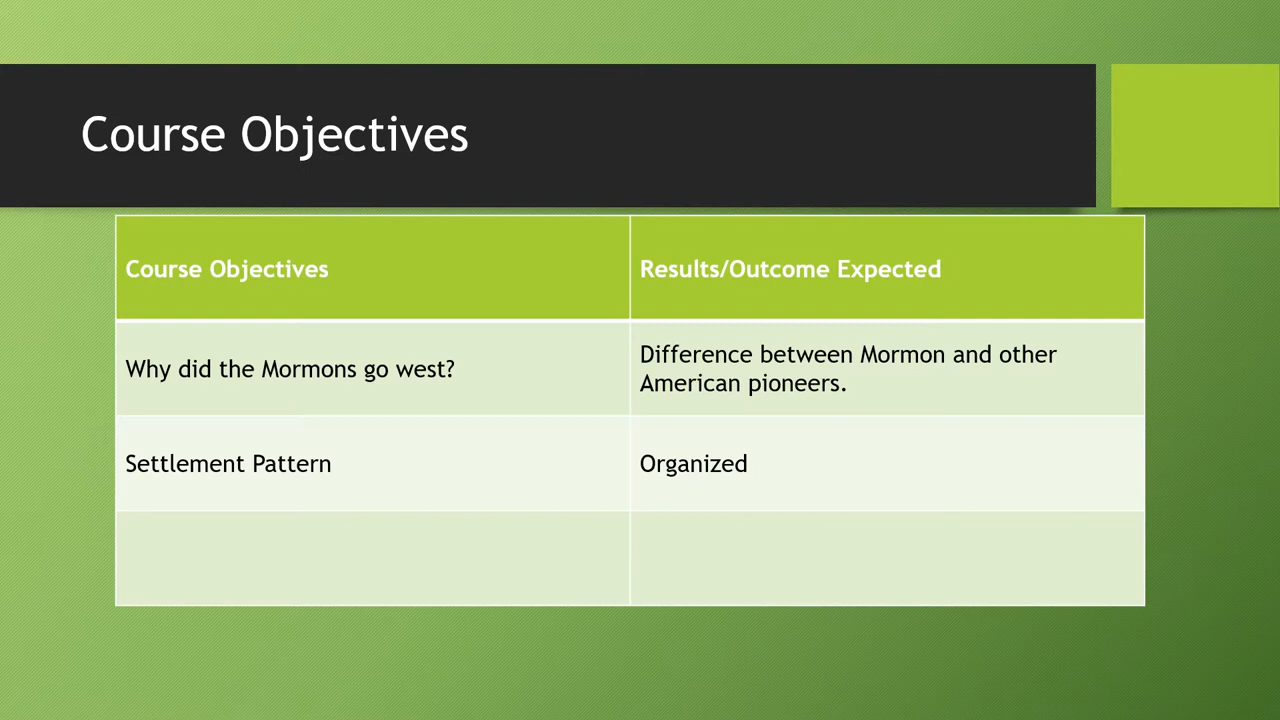 Course Objectives
Course Objectives
Results/Outcome Expected
Why did the Mormons go west?
Difference between Mormon and other
American pioneers.
Settlement Pattern
Organized